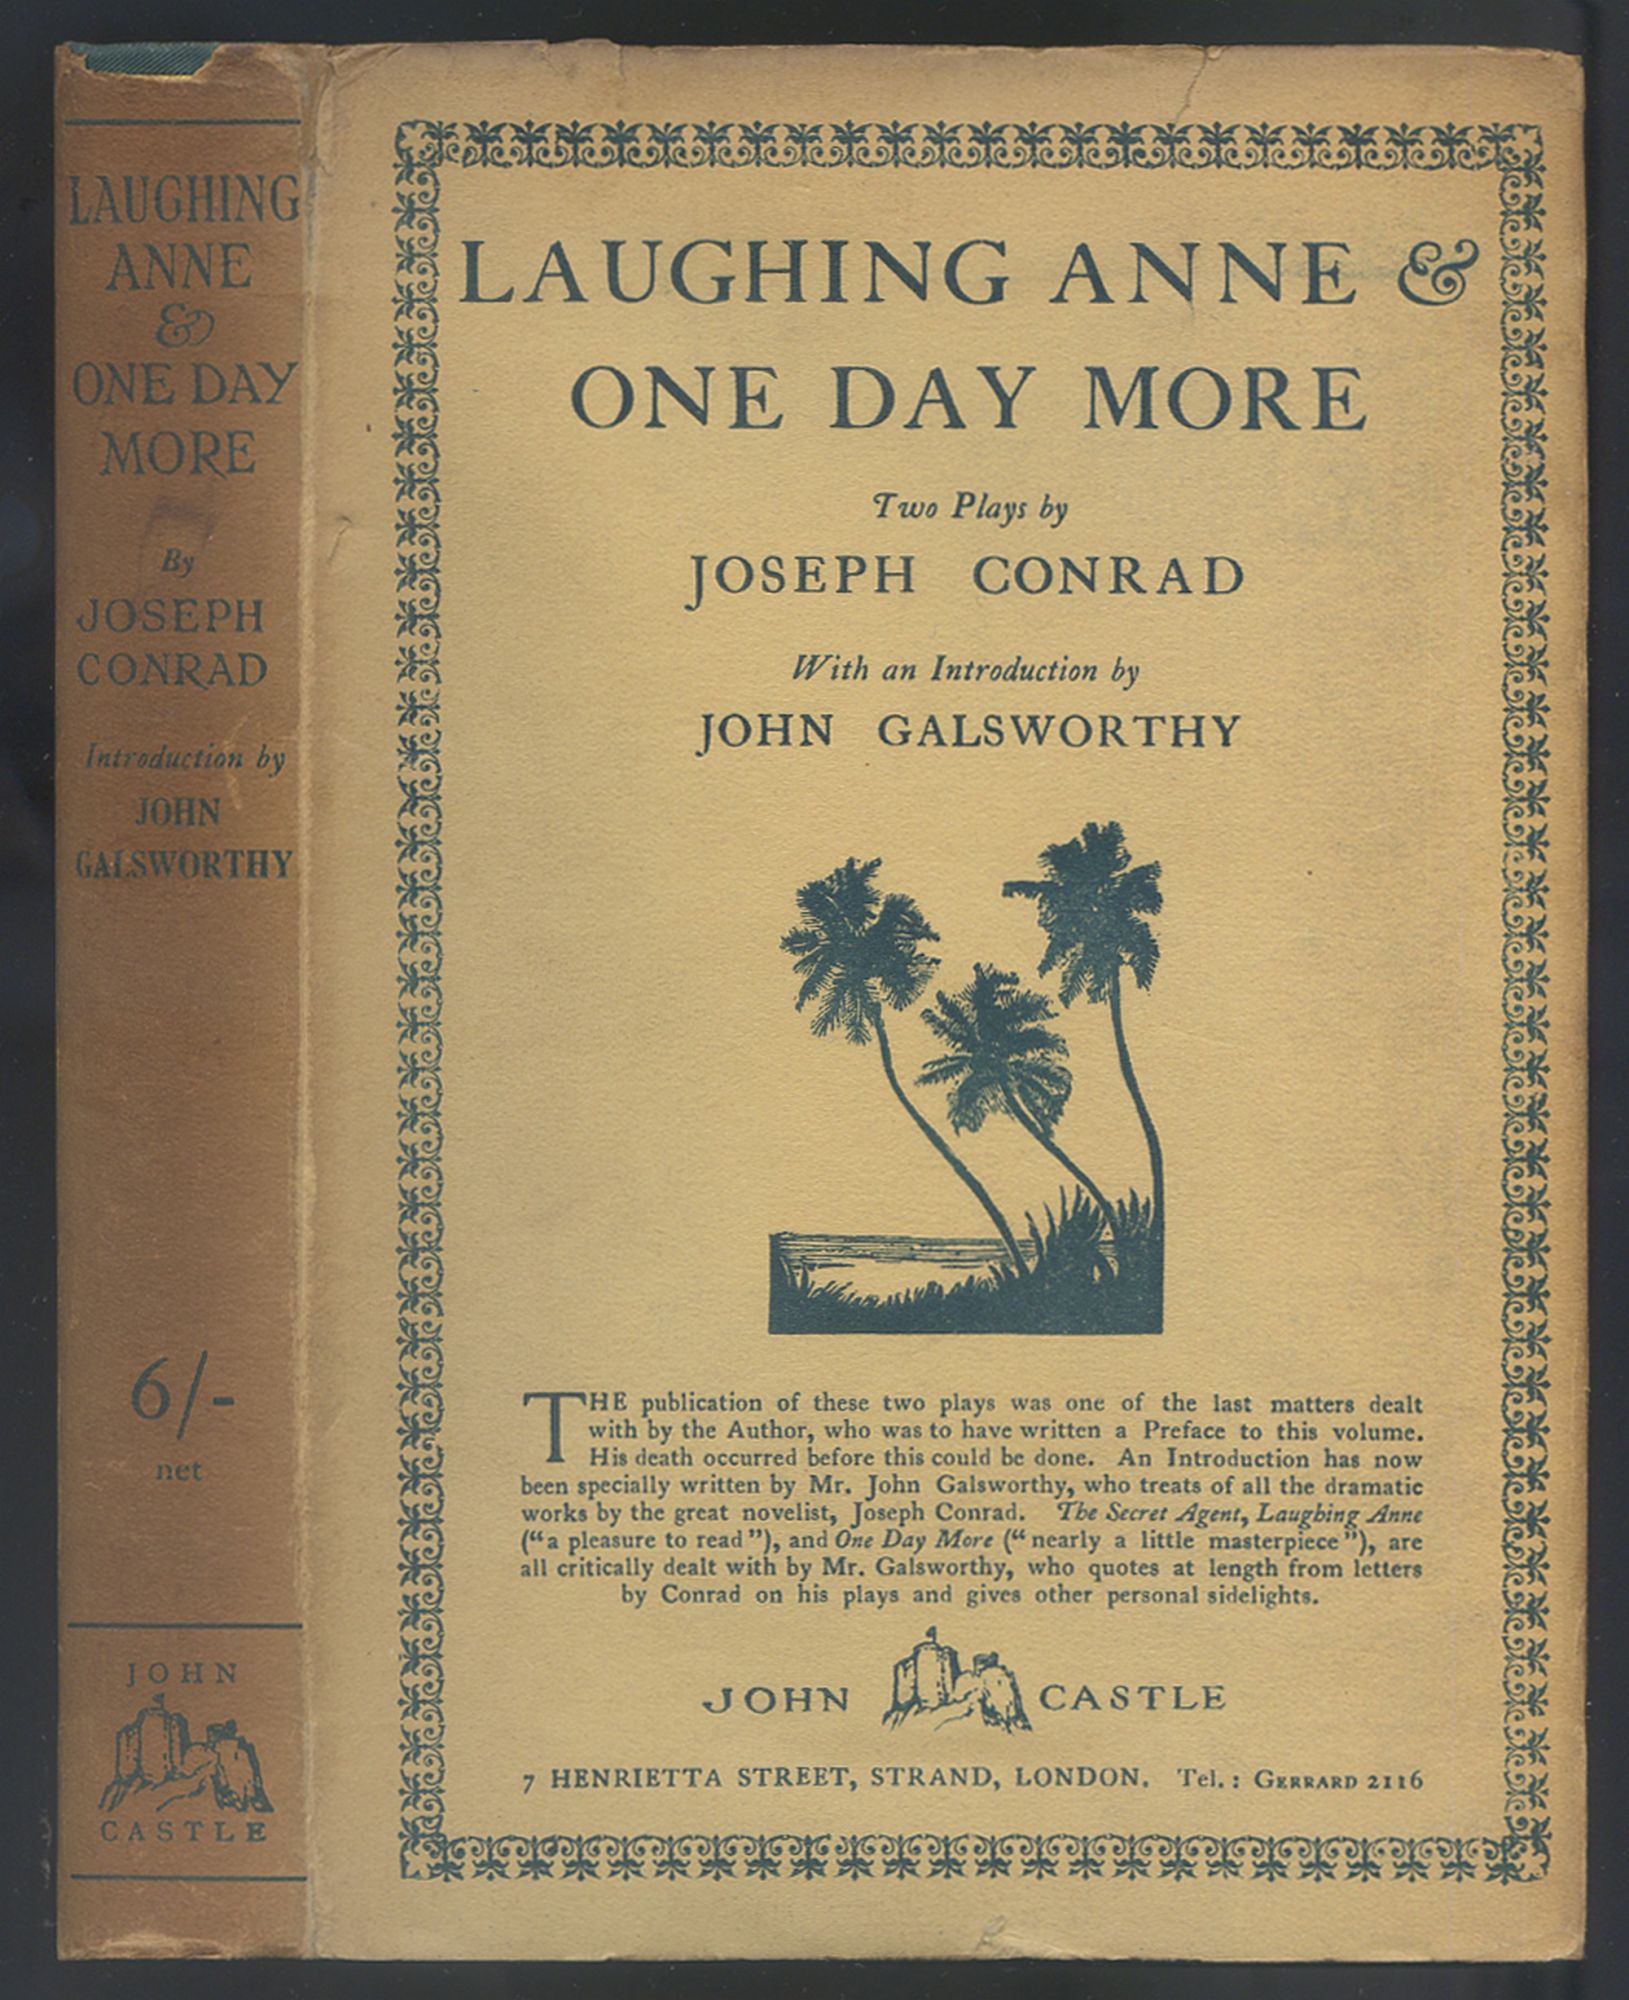 LAUGHING
ANNE
&
ONE DAY
MORE
By
JOSEPH
CONRAD
Introduction by
JOHN
GALSWORTHY
6/-
net
JOHN
CASTLE
LAUGHING ANNE &
ONE DAY MORE
Two Plays by
JOSEPH CONRAD
With an Introduction by
JOHN GALSWORTHY
THE publication of these two plays was one of the last matters dealt
with by the Author, who was to have written a Preface to this volume.
His death occurred before this could be done. An Introduction has now
been specially written by Mr. John Galsworthy, who treats of all the dramatic
works by the great novelist, Joseph Conrad. The Secret Agent, Laughing Anne
("a pleasure to read"), and One Day More ("nearly a little masterpiece"), are
all critically dealt with by Mr. Galsworthy, who quotes at length from letters
by Conrad on his plays and gives other personal sidelights.
JOHN CASTLE
7 HENRIETTA STREET, STRAND, LONDON. Tel.: GERRARD 2116